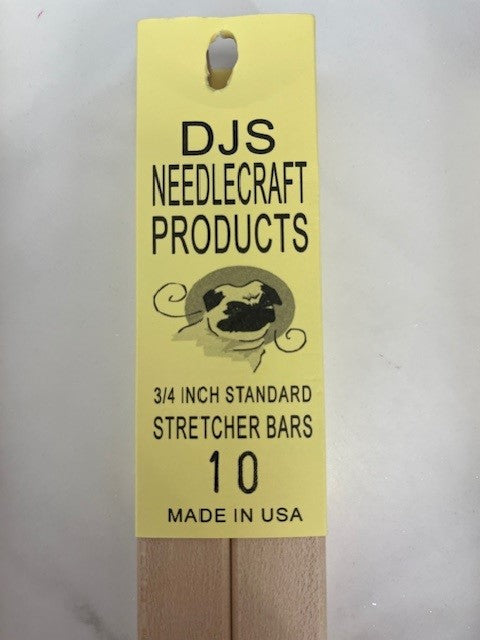 DJS
NEEDLECRAFT
PRODUCTS
3/4 INCH STANDARD
STRETCHER BARS
10
MADE IN USA